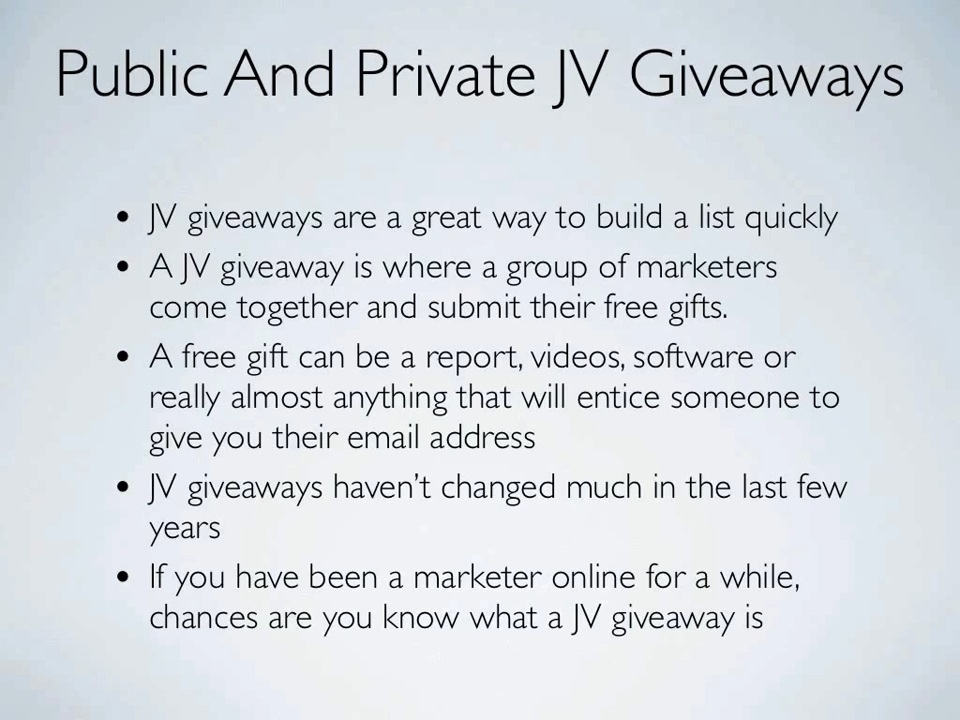 Public And Private JV Giveaways
• JV giveaways are a great way to build a list quickly
• A JV giveaway is where a group of marketers
come together and submit their free gifts.
• A free gift can be a report, videos, software or
really almost anything that will entice someone to
give you their email address
• JV giveaways haven’t changed much in the last few
years
• If you have been a marketer online for a while,
chances are you know what a JV giveaway is